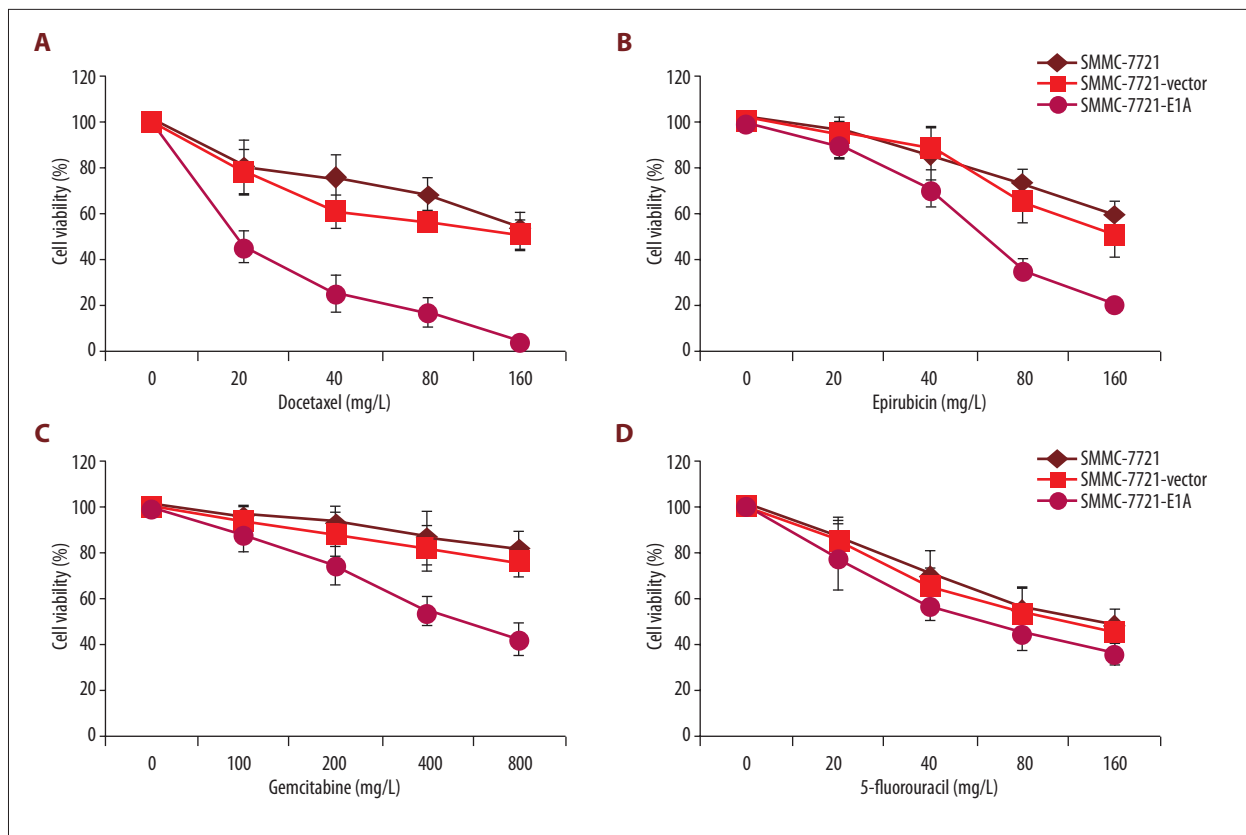 A
120
100
80
60
40
20
0
Cell viability (%)
0 20 40 80 160
Docetaxel (mg/L)
B
SMMC-7721
SMMC-7721-vector
SMMC-7721-E1A
120
100
80
60
40
20
0
Cell viability (%)
0 20 40 80 160
Epirubicin (mg/L)
C
120
100
80
60
40
20
0
Cell viability (%)
0 100 200 400 800
Gemcitabine (mg/L)
D
SMMC-7721
SMMC-7721-vector
SMMC-7721-E1A
120
100
80
60
40
20
0
Cell viability (%)
0 20 40 80 160
5-fluorouracil (mg/L)